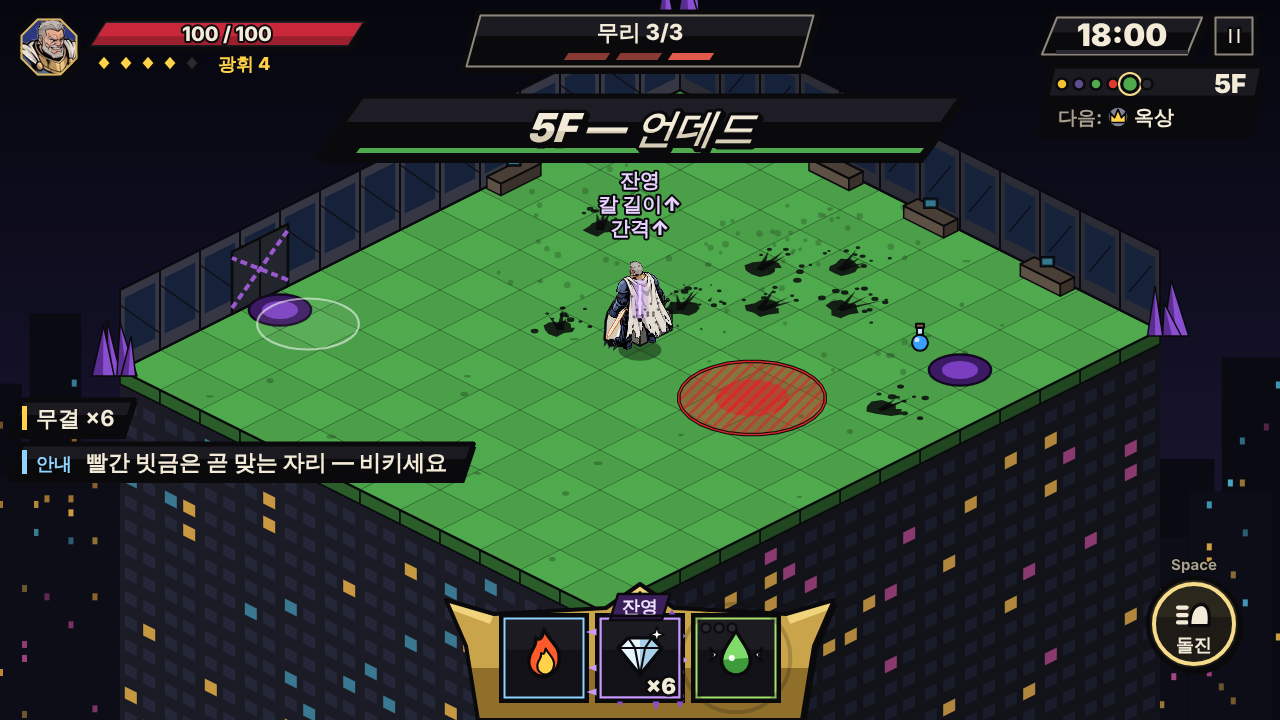 100 / 100
광휘 4
무리 3/3
18:00
5F
다음: 옥상
5F — 언데드
잔영
칼 길이↑
간격↑
무결 ×6
안내 빨간 빗금은 곧 맞는 자리 — 비키세요
Space
돌진
잔영
×6